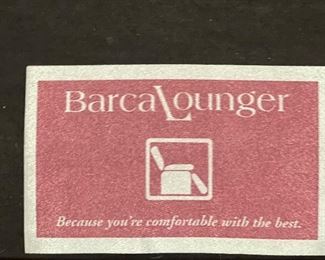 BarcaLounger
Because you're comfortable with the best.